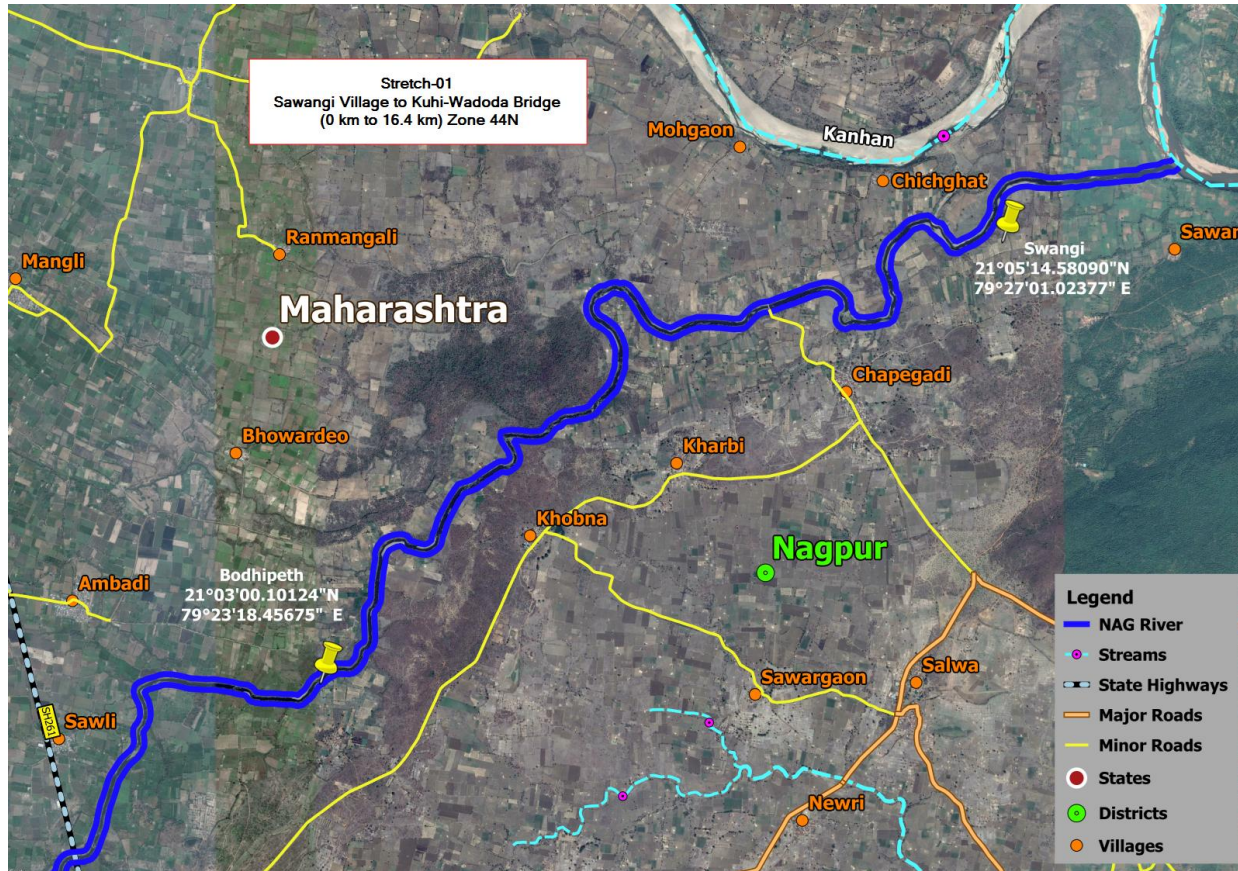 Stretch-01
Sawangi Village to Kuhi-Wadoda Bridge
(0 km to 16.4 km) Zone 44N
Mohgaon
Kanhan
Chichghat
Ranmangali
Mangli
Sawar
Swangi
21°05'14.58090"N
79°27'01.02377" E
Maharashtra
Chapegadi
Bhowardeo
Kharbi
Khobna
Nagpur
Bodhipeth
21°03'00.10124"N
79°23'18.45675" E
Ambadi
SH261
Sawli
Sawargaon
Salwa
Newri
Legend
NAG River
Streams
State Highways
Major Roads
Minor Roads
States
Districts
Villages